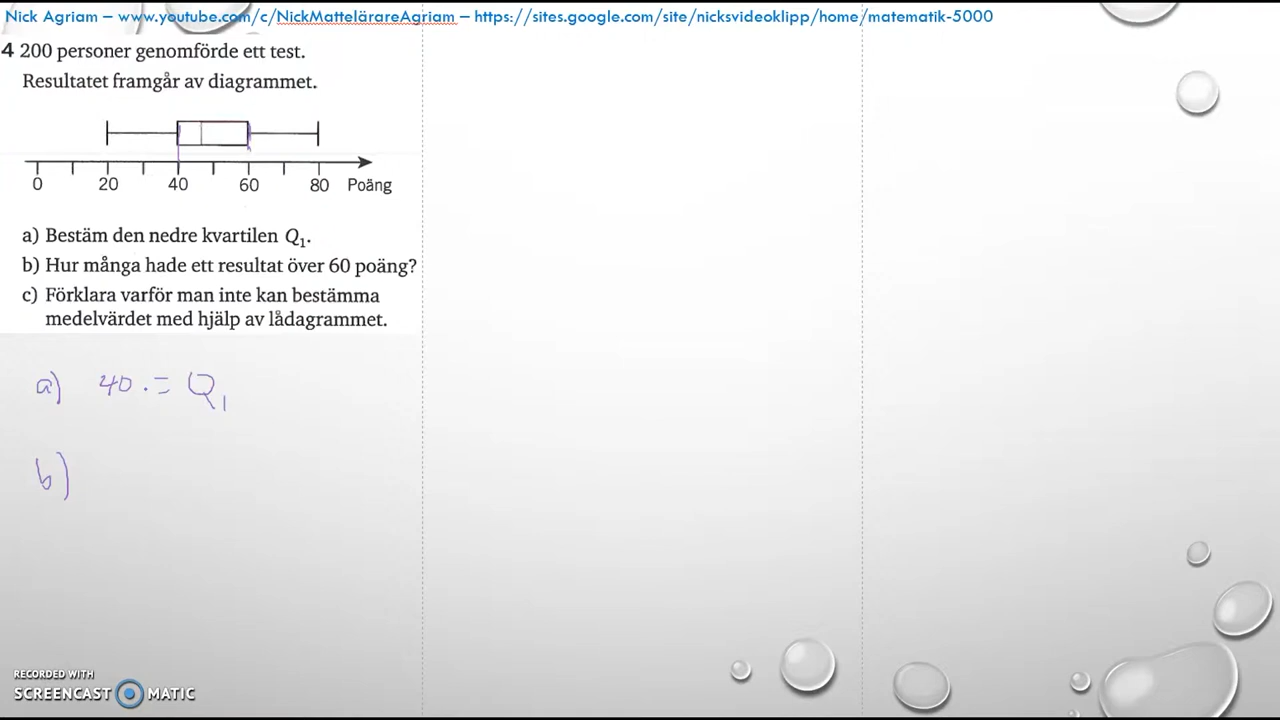 Nick Agriam – www.youtube.com/c/NickMattelärareAgriam – https://sites.google.com/site/nicksvideoklipp/home/matematik-5000
4 200 personer genomförde ett test.
Resultatet framgår av diagrammet.
0 20 40 60 80 Poäng
a) Bestäm den nedre kvartilen Q₁.
b) Hur många hade ett resultat över 60 poäng?
c) Förklara varför man inte kan bestämma
medelvärdet med hjälp av lådagrammet.
a) 40 . = Q₁
b)
RECORDED WITH
SCREENCAST MATIC